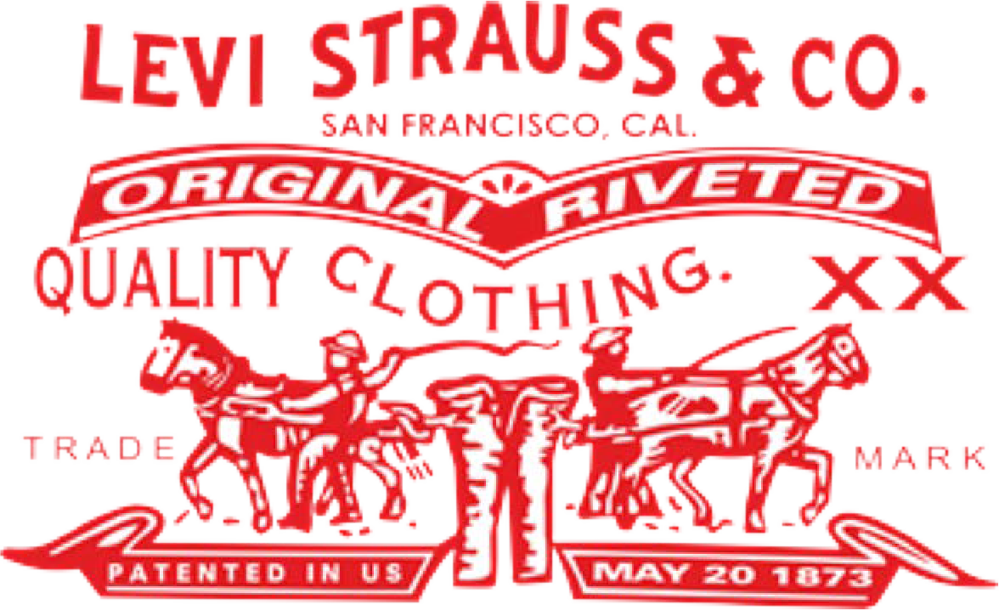 LEVI STRAUSS & CO.
SAN FRANCISCO, CAL.
ORIGINAL RIVETED
QUALITY CLOTHING. XX
TRADE MARK
PATENTED IN US MAY 20 1873